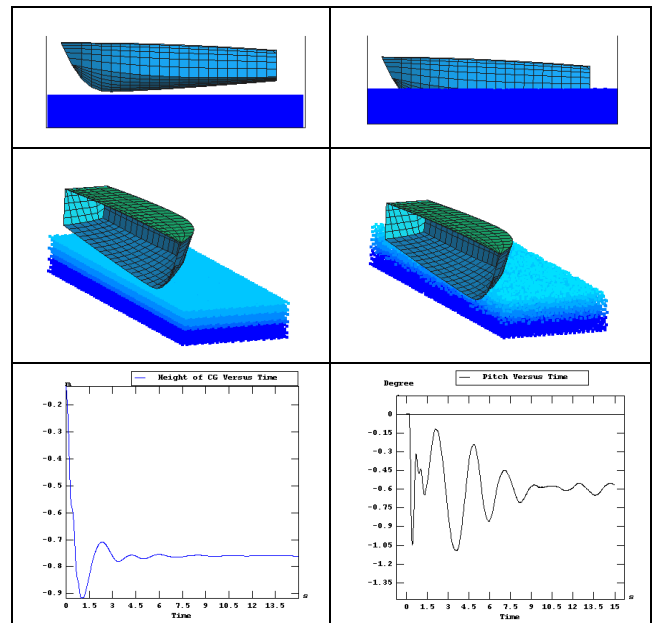 Height of CG Versus Time
m
-0.2
-0.3
-0.4
-0.5
-0.6
-0.7
-0.8
-0.9
0 1.5 3 4.5 6 7.5 9 10.5 12 13.5 s
Time
Pitch Versus Time
Degree
0
-0.15
-0.3
-0.45
-0.6
-0.75
-0.9
-1.05
-1.2
-1.35
0 1.5 3 4.5 6 7.5 9 10.5 12 13.5 15 s
Time